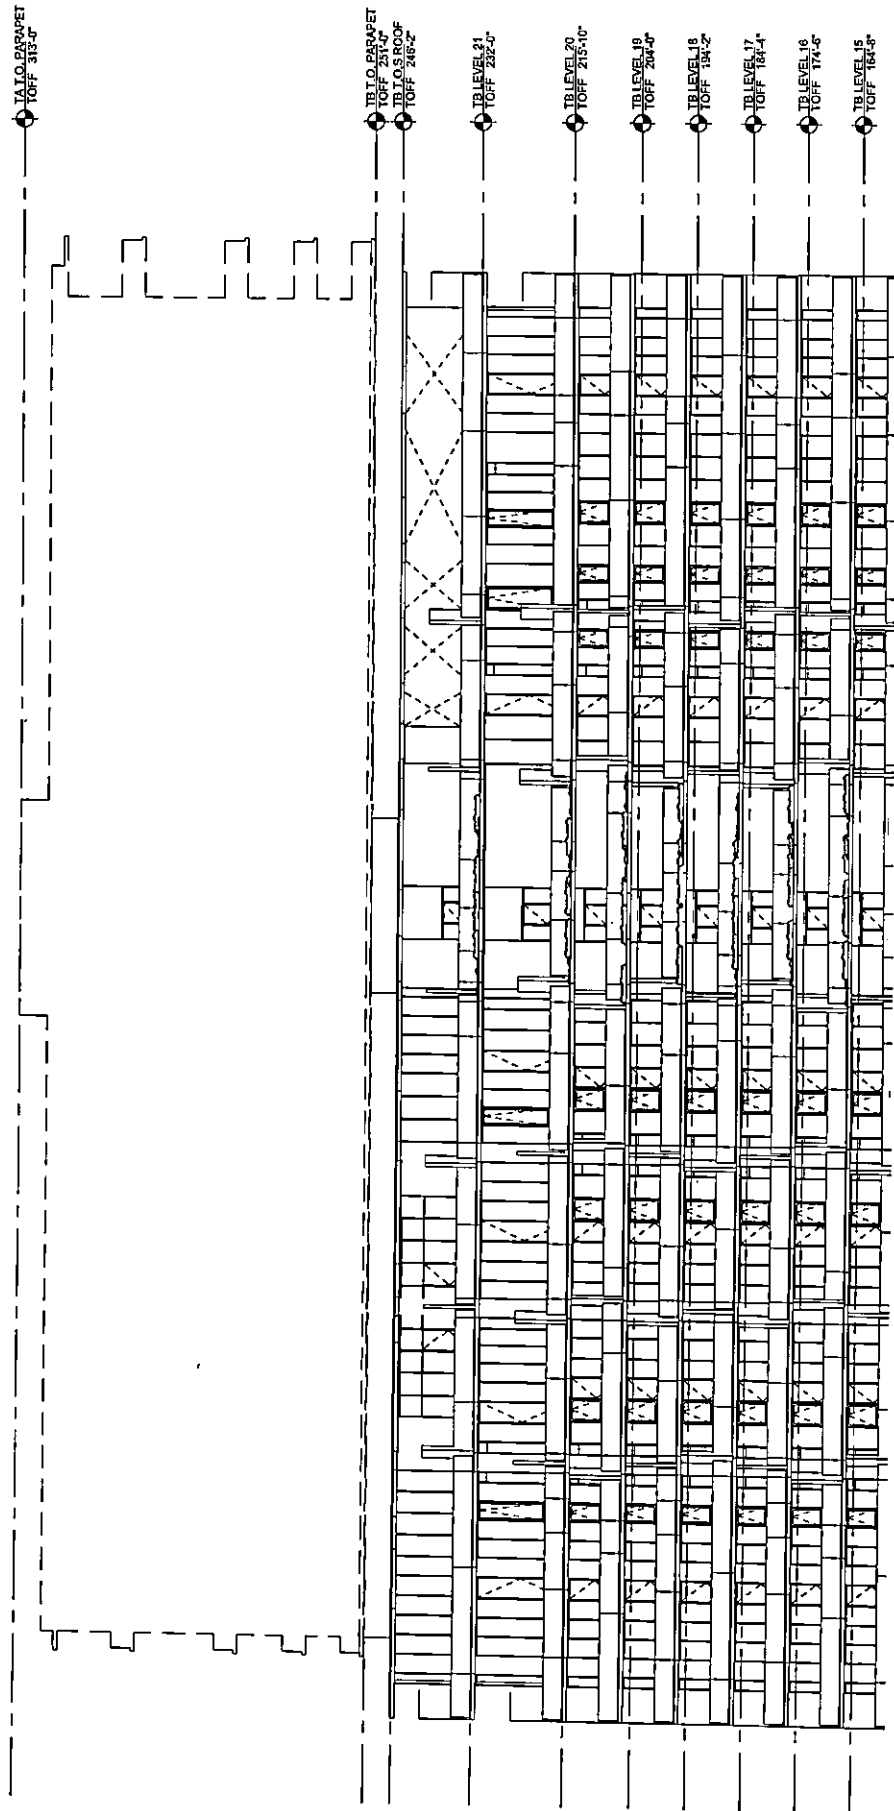 TA T.O. PARAPET
TOFF 313'-0"
TB T.O. PARAPET
TOFF 251'-0"
TB T.O.S ROOF
TOFF 246'-2"
TB LEVEL 21
TOFF 232'-0"
TB LEVEL 20
TOFF 215'-10"
TB LEVEL 19
TOFF 204'-0"
TB LEVEL 18
TOFF 194'-2"
TB LEVEL 17
TOFF 184'-4"
TB LEVEL 16
TOFF 174'-6"
TB LEVEL 15
TOFF 164'-8"